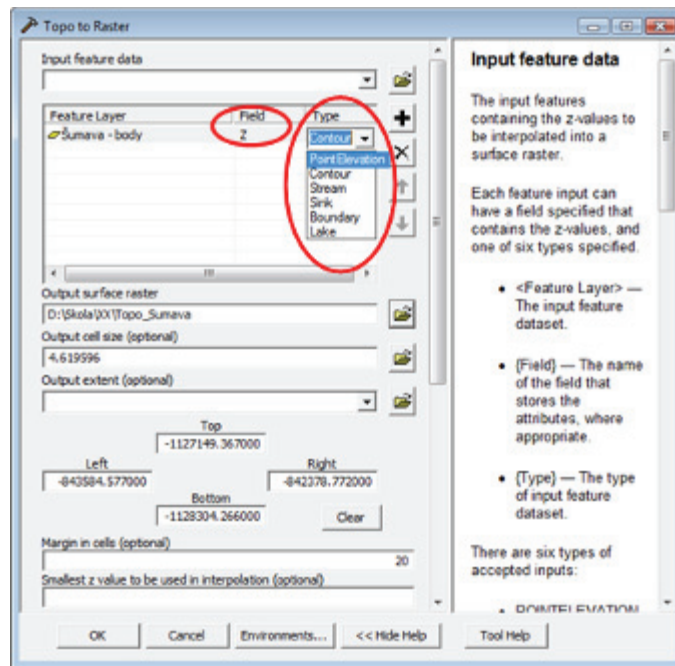 Topo to Raster
Input feature data
Feature Layer Field Type
Šumava - body Z Contour
PointElevation
Contour
Stream
Sink
Boundary
Lake
Output surface raster
D:\Skola\XX\Topo_Sumava
Output cell size (optional)
4,619596
Output extent (optional)
Top
-1127149.367000
Left Right
-843584.577000 -842378.772000
Bottom
-1128304.266000 Clear
Margin in cells (optional)
20
Smallest z value to be used in interpolation (optional)
OK Cancel Environments... << Hide Help Tool Help
Input feature data
The input features
containing the z-values to
be interpolated into a
surface raster.
Each feature input can
have a field specified that
contains the z-values, and
one of six types specified.
• <Feature Layer> —
The input feature
dataset.
• {Field} — The name
of the field that
stores the
attributes, where
appropriate.
• {Type} — The type
of input feature
dataset.
There are six types of
accepted inputs:
• POINTELEVATION